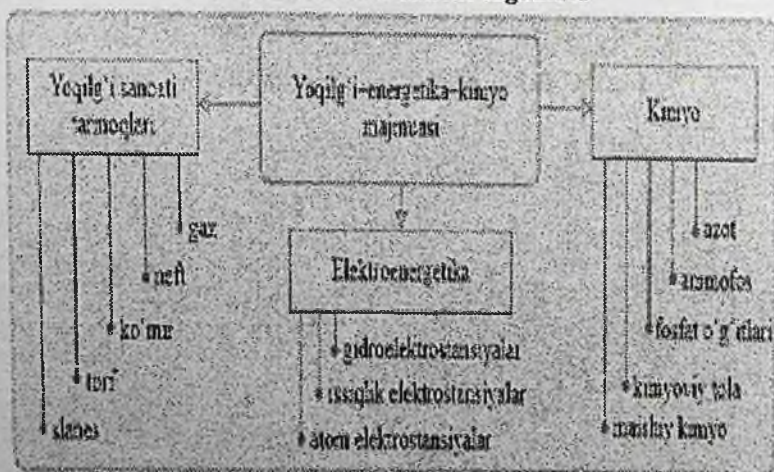 Yoqilg'i sanoati
tarmoqlari
gaz
neft
ko'mir
torf
slanes
Yoqilg'i-energetika-kimyo
majmuasi
Elektroenergetika
gidroelektrostansiyalar
issiqlik elektrostansiyalar
atom elektrostansiyalar
Kimyo
azot
ammofos
fosfat o'g'itlari
kimyoviy tola
maishiy kimyo